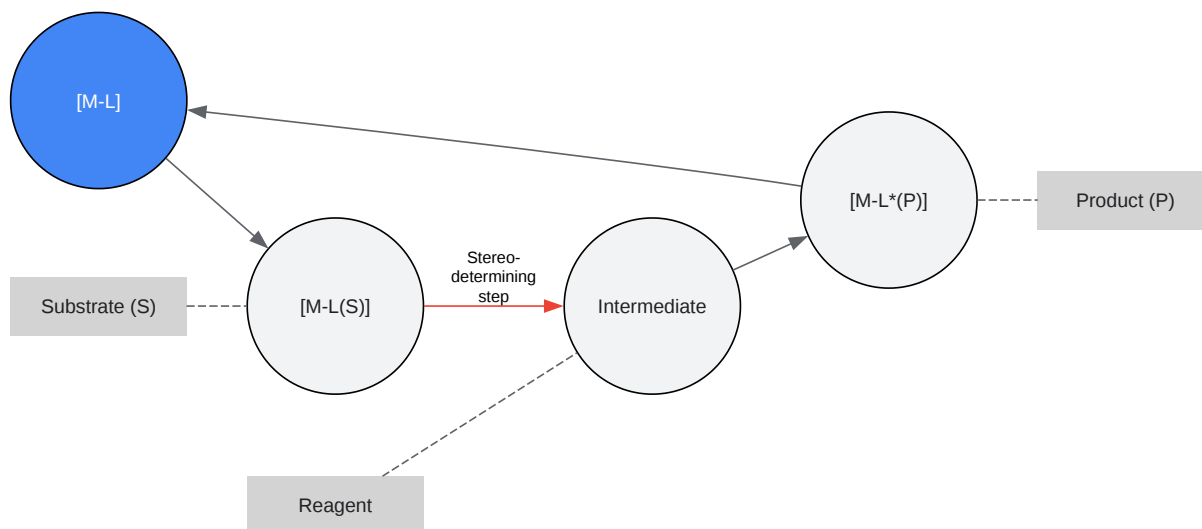 [M-L]
[M-L*(P)]
Product (P)
Stereo-
determining
step
Substrate (S)
[M-L(S)]
Intermediate
Reagent